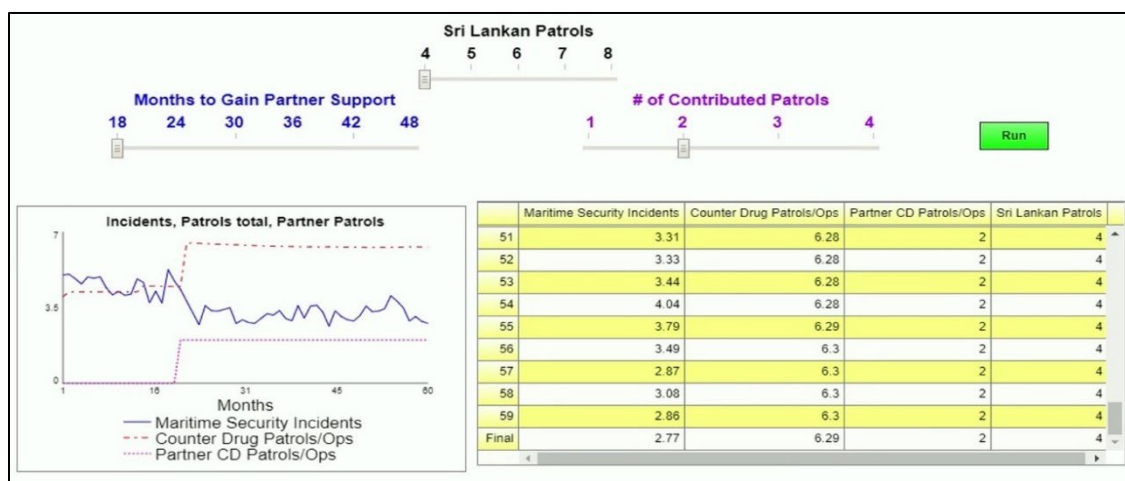 Sri Lankan Patrols
4 5 6 7 8
Months to Gain Partner Support
18 24 30 36 42 48
# of Contributed Patrols
1 2 3 4
Run
Incidents, Patrols total, Partner Patrols
7
3.5
0
1 16 31 45 60
Months
Maritime Security Incidents
Counter Drug Patrols/Ops
Partner CD Patrols/Ops
Maritime Security Incidents Counter Drug Patrols/Ops Partner CD Patrols/Ops Sri Lankan Patrols
51 3.31 6.28 2 4
52 3.33 6.28 2 4
53 3.44 6.28 2 4
54 4.04 6.28 2 4
55 3.79 6.29 2 4
56 3.49 6.3 2 4
57 2.87 6.3 2 4
58 3.08 6.3 2 4
59 2.86 6.3 2 4
Final 2.77 6.29 2 4